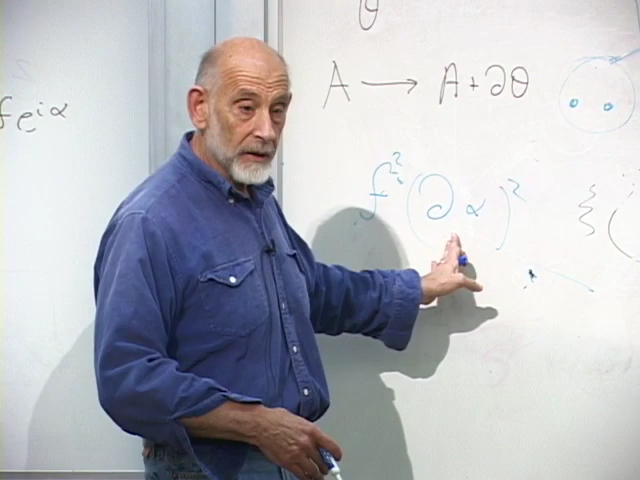 θ
A → A + ∂θ
fe^{iα}
f²(∂α)²
{(